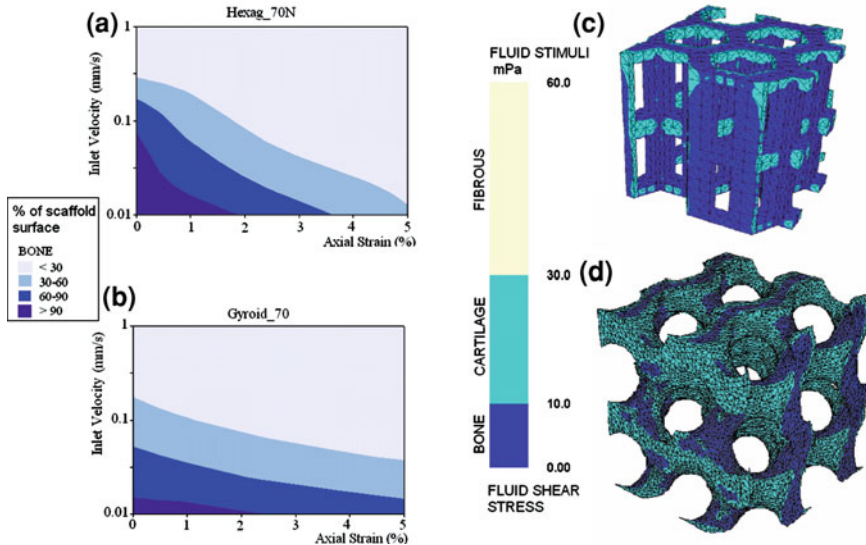 (a)
Hexag_70N
Inlet Velocity (mm/s)
1
0.1
0.01
0 1 2 3 4 5
Axial Strain (%)
% of scaffold
surface
BONE
< 30
30-60
60-90
> 90
(b)
Gyroid_70
Inlet Velocity (mm/s)
1
0.1
0.01
0 1 2 3 4 5
Axial Strain (%)
(c)
FLUID STIMULI
mPa
60.0
FIBROUS
30.0
CARTILAGE
10.0
BONE
0.00
FLUID SHEAR
STRESS
(d)